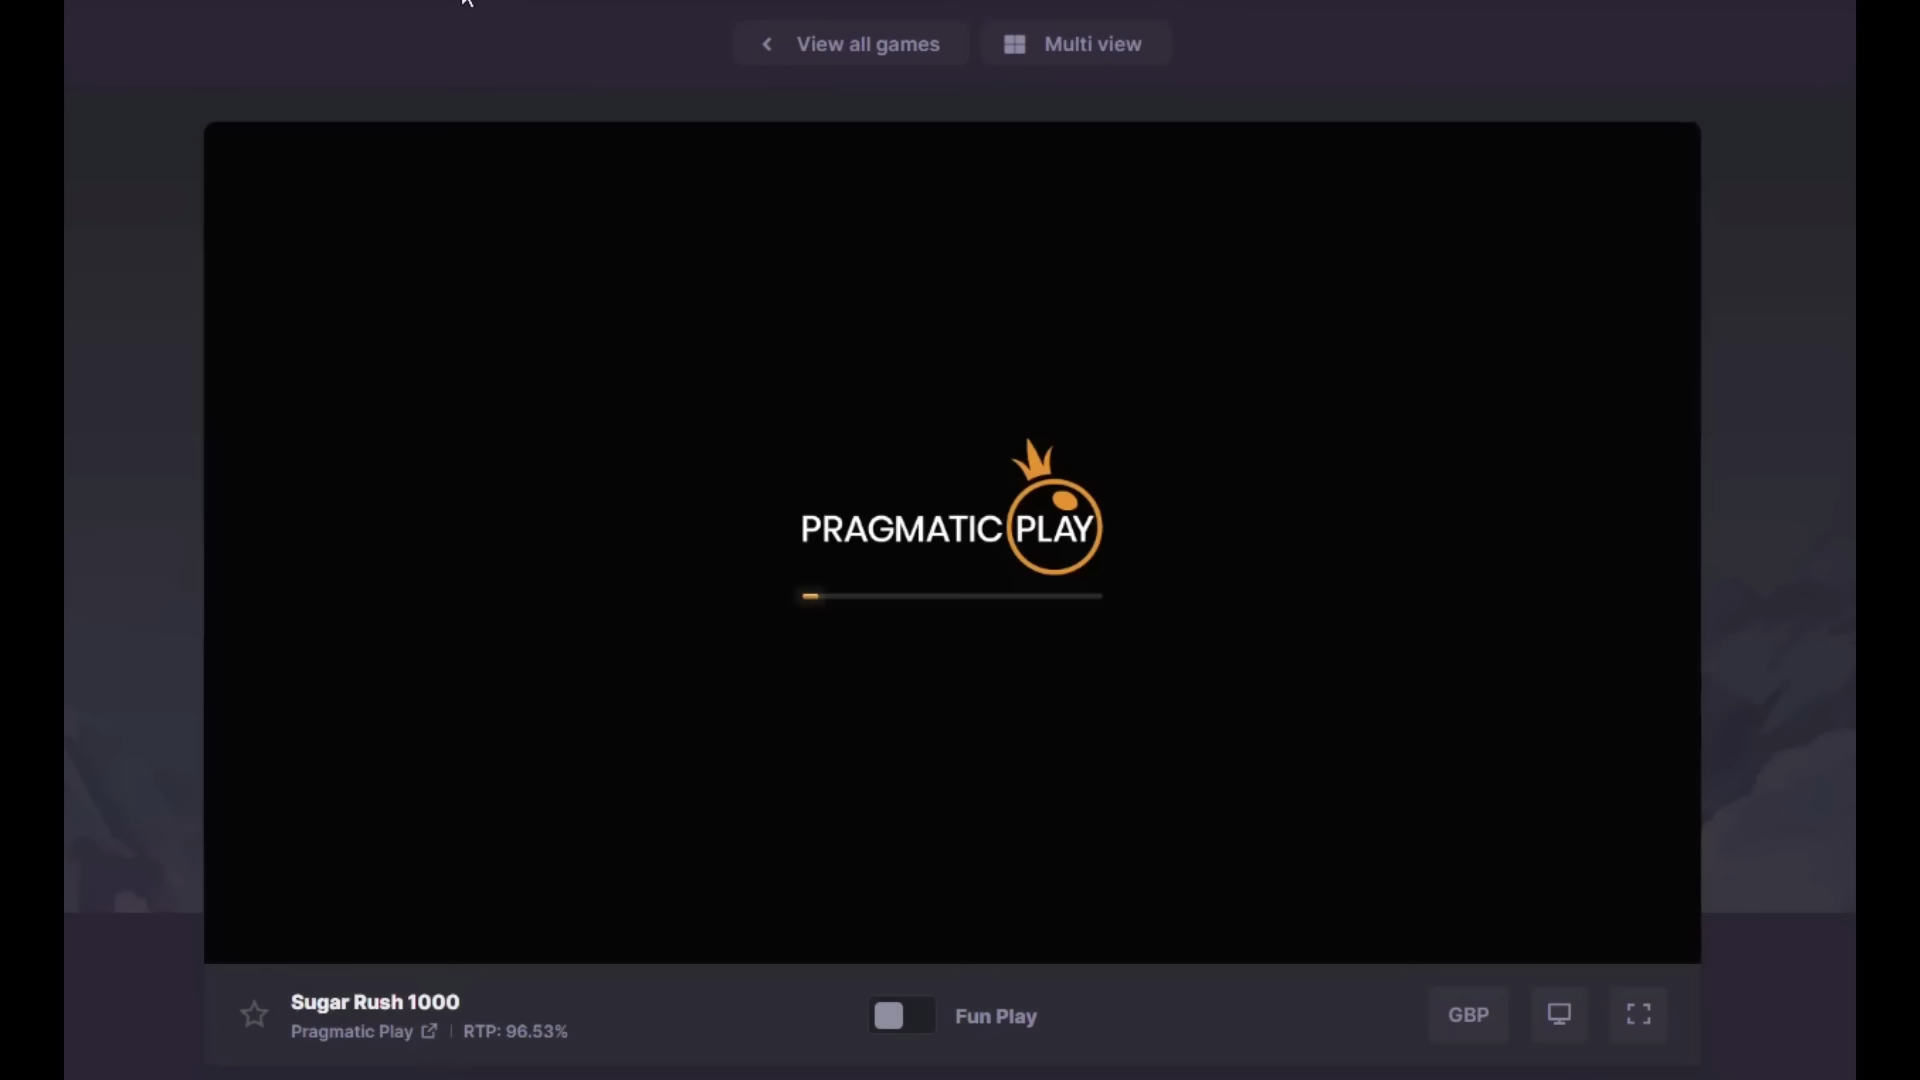 View all games
Multi view
PRAGMATIC PLAY
Sugar Rush 1000
Pragmatic Play | RTP: 96.53%
Fun Play
GBP